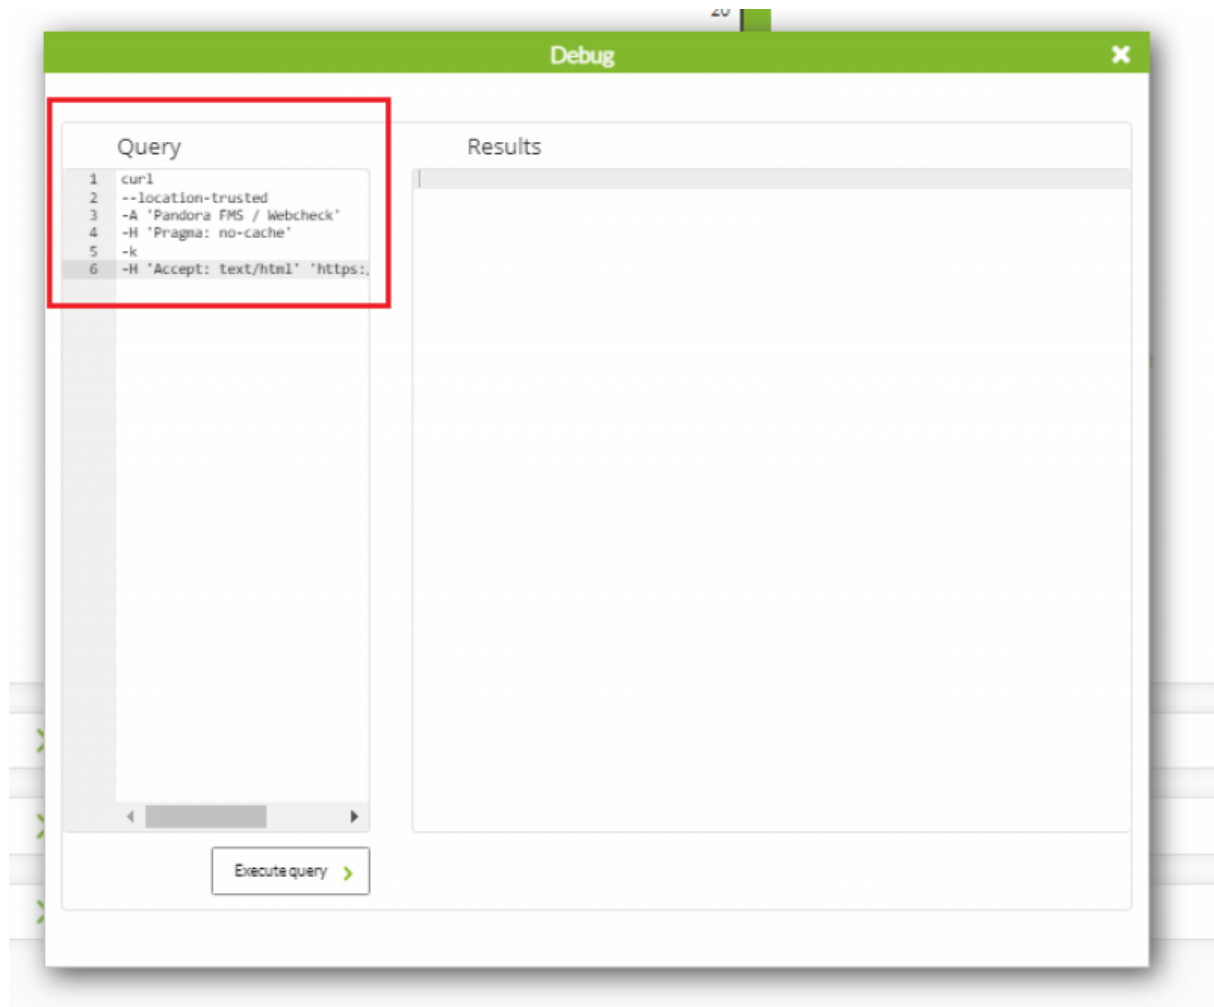 20
Debug
Query
Results
1 curl
2 --location-trusted
3 -A 'Pandora FMS / Webcheck'
4 -H 'Pragma: no-cache'
5 -k
6 -H 'Accept: text/html' 'https:
Execute query